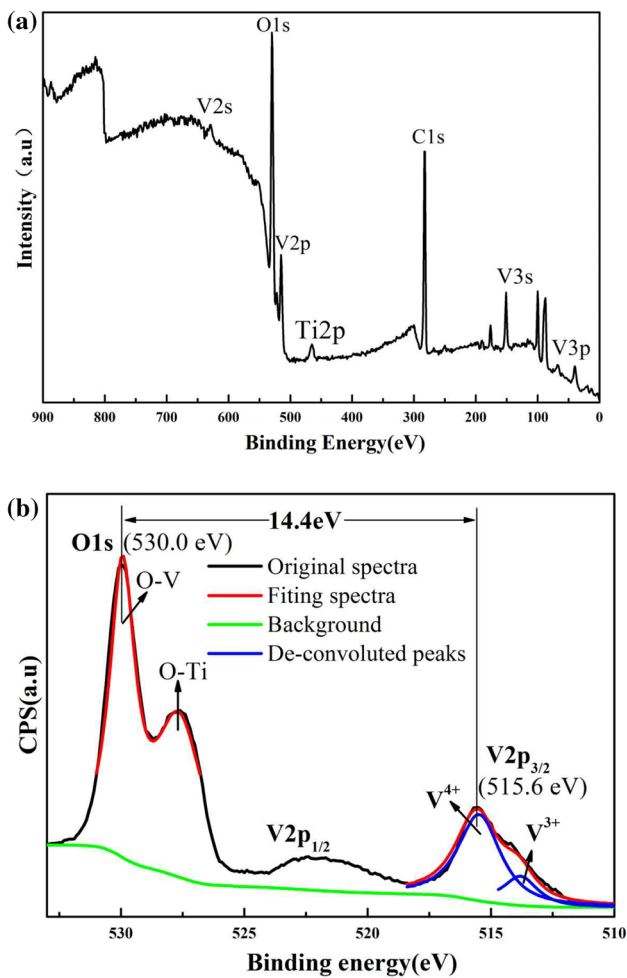 (a)
O1s
V2s
C1s
V2p
V3s
Ti2p
V3p
Intensity (a.u)
900 800 700 600 500 400 300 200 100 0
Binding Energy(eV)
(b)
14.4eV
O1s (530.0 eV)
Original spectra
O-V
Fiting spectra
Background
De-convoluted peaks
O-Ti
CPS(a.u)
V2p3/2
(515.6 eV)
V4+
V3+
V2p1/2
530 525 520 515 510
Binding energy(eV)